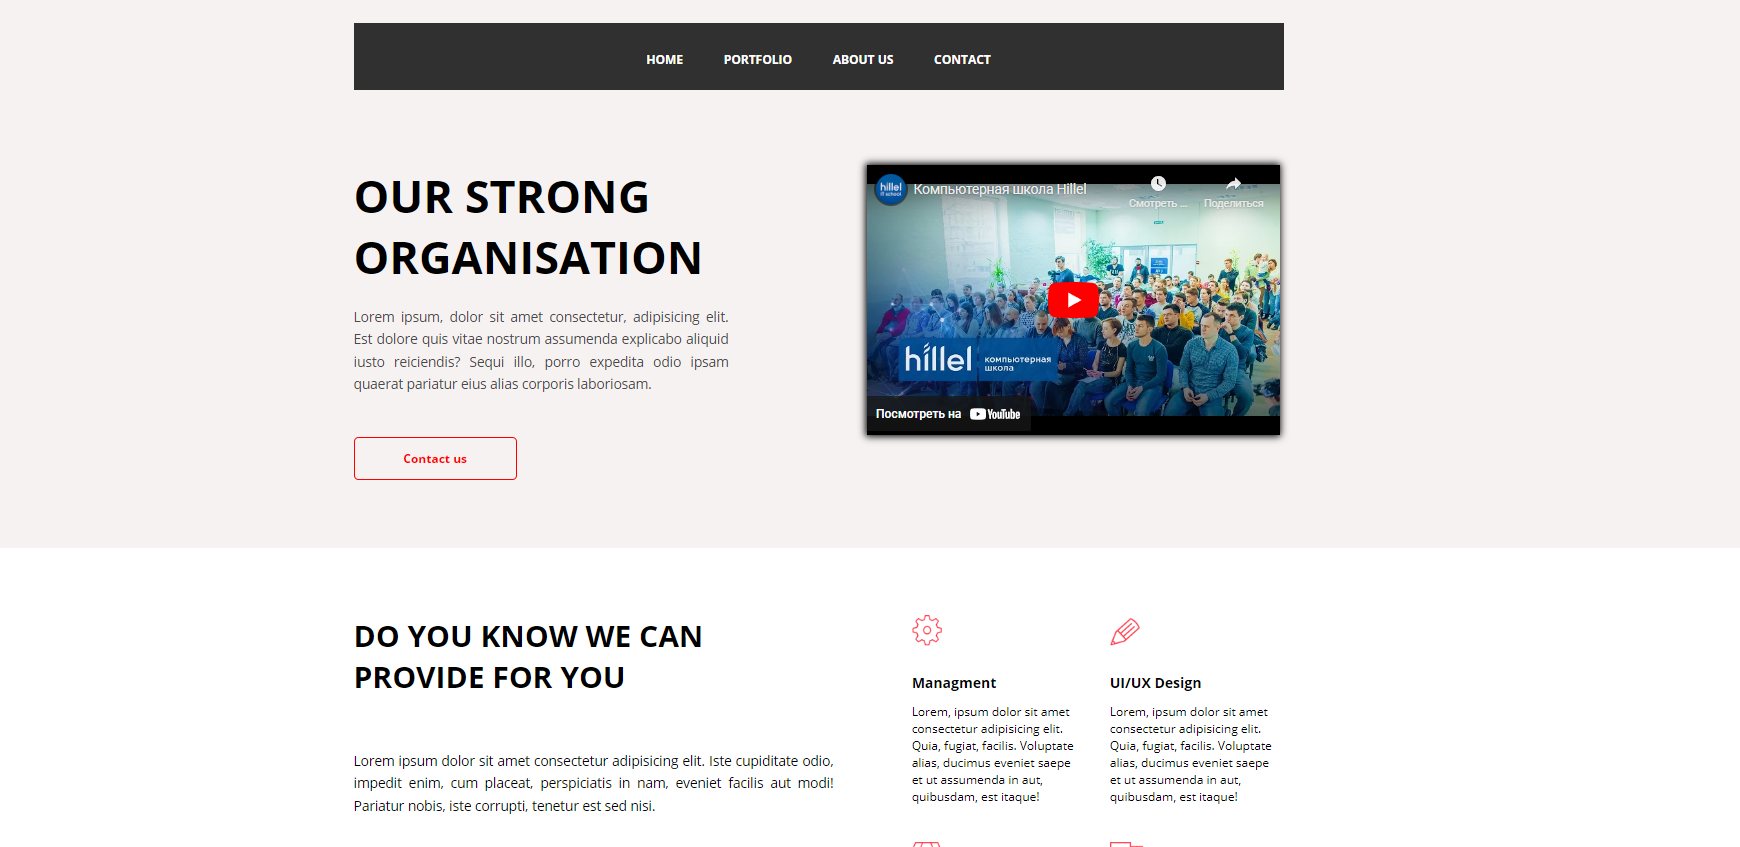 HOME PORTFOLIO ABOUT US CONTACT
OUR STRONG
ORGANISATION
Lorem ipsum, dolor sit amet consectetur, adipisicing elit.
Est dolore quis vitae nostrum assumenda explicabo aliquid
iusto reiciendis? Sequi illo, porro expedita odio ipsam
quaerat pariatur eius alias corporis laboriosam.
Contact us
hillel
IT school
Компьютерная школа Hillel
Смотреть ...
Поделиться
hillel
компьютерная
школа
Посмотреть на YouTube
DO YOU KNOW WE CAN
PROVIDE FOR YOU
Lorem ipsum dolor sit amet consectetur adipisicing elit. Iste cupiditate odio,
impedit enim, cum placeat, perspiciatis in nam, eveniet facilis aut modi!
Pariatur nobis, iste corrupti, tenetur est sed nisi.
Managment
Lorem, ipsum dolor sit amet
consectetur adipisicing elit.
Quia, fugiat, facilis. Voluptate
alias, ducimus eveniet saepe
et ut assumenda in aut,
quibusdam, est itaque!
UI/UX Design
Lorem, ipsum dolor sit amet
consectetur adipisicing elit.
Quia, fugiat, facilis. Voluptate
alias, ducimus eveniet saepe
et ut assumenda in aut,
quibusdam, est itaque!